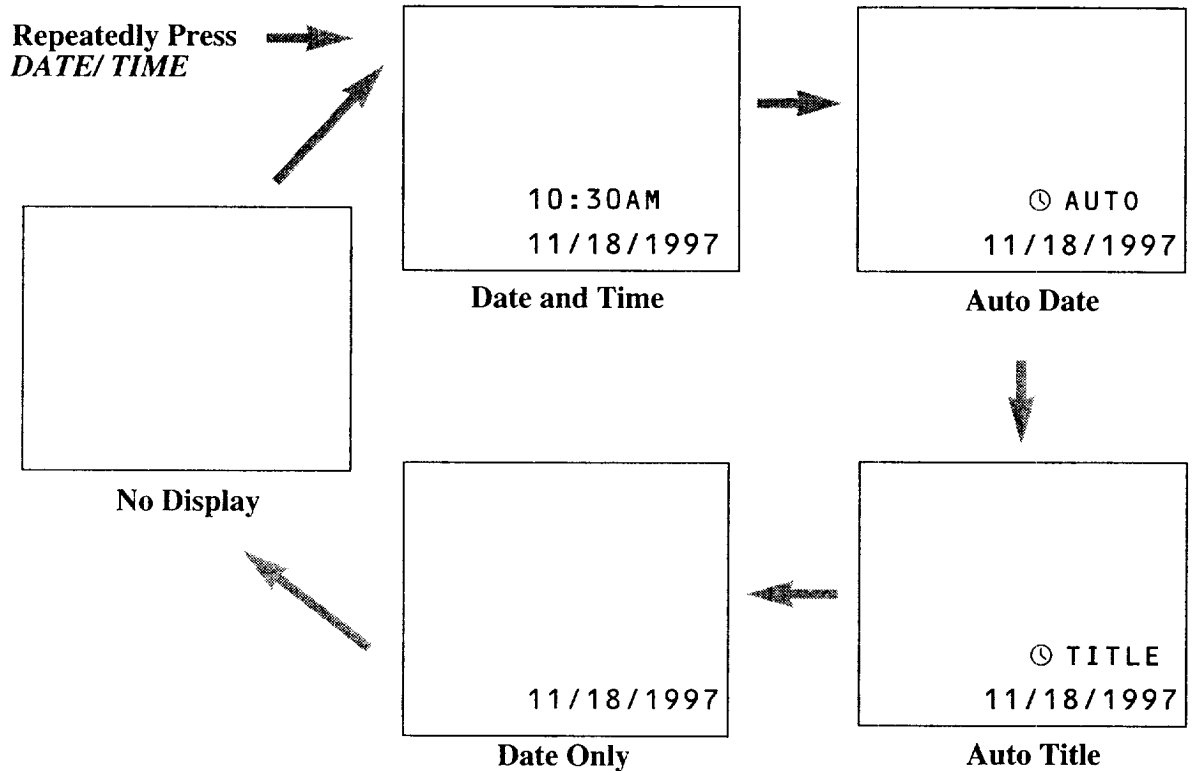 Repeatedly Press
DATE/ TIME
10:30AM
11/18/1997
Date and Time
AUTO
11/18/1997
Auto Date
TITLE
11/18/1997
Auto Title
11/18/1997
Date Only
No Display